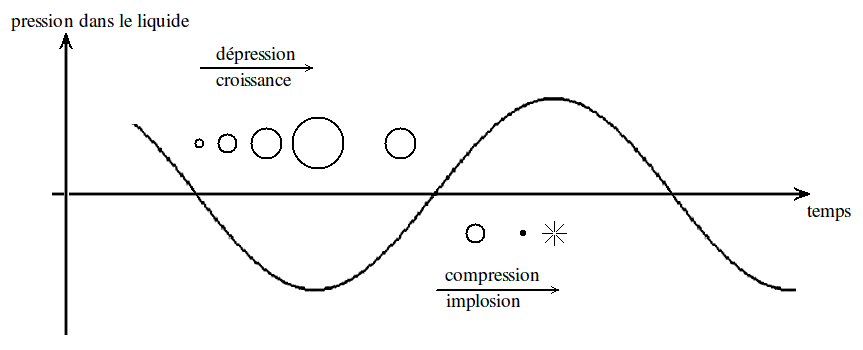 pression dans le liquide
dépression
croissance
temps
compression
implosion